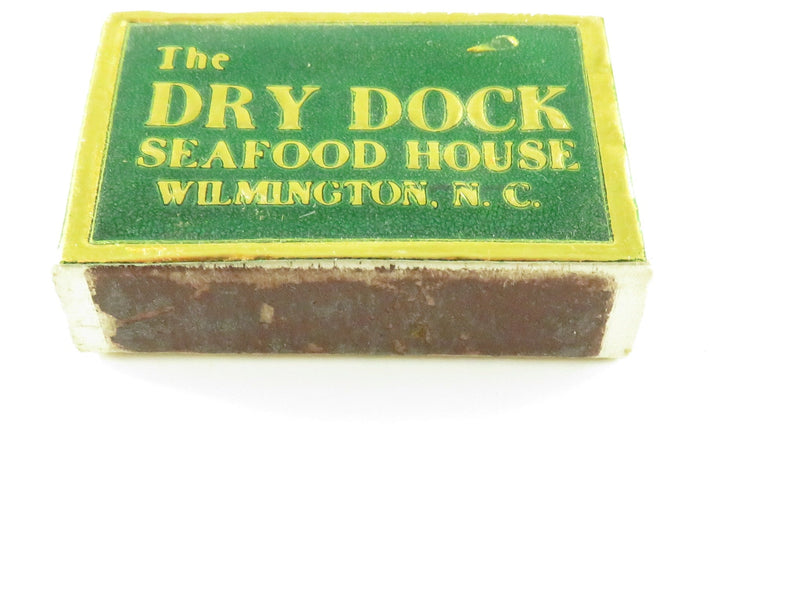 The
DRY DOCK
SEAFOOD HOUSE
WILMINGTON, N. C.